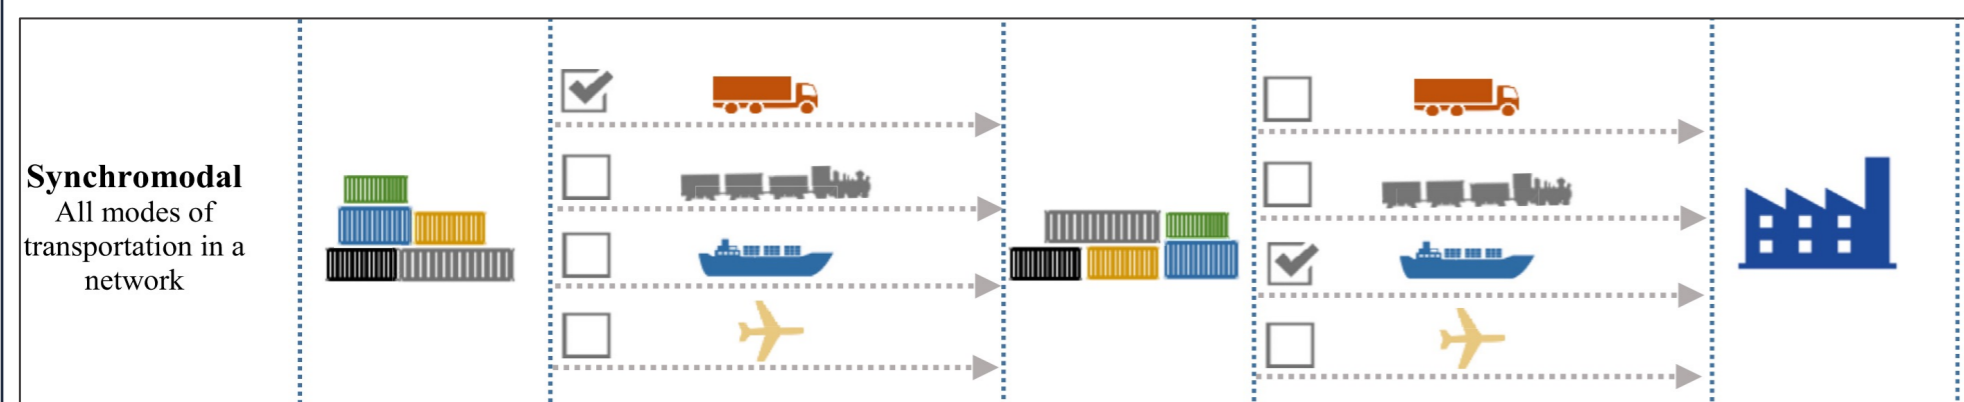 Synchromodal
All modes of
transportation in a
network